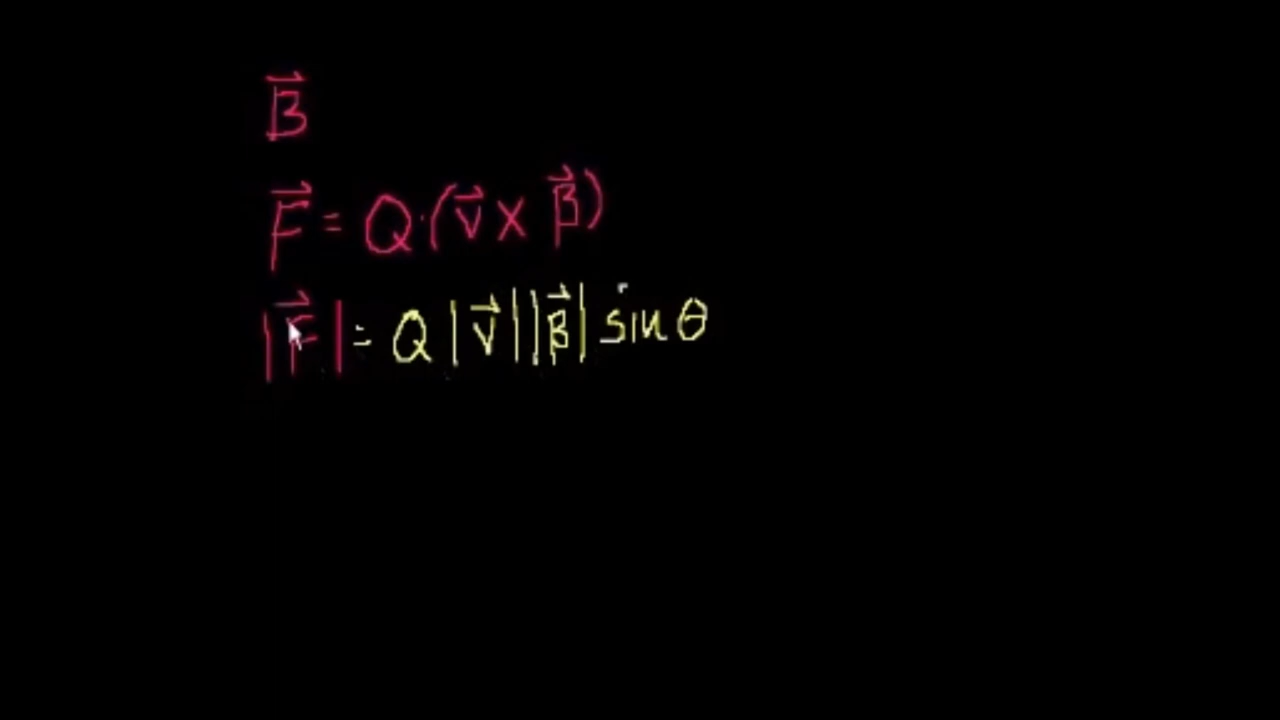 B⃗
F⃗ = Q·(v⃗ × B⃗)
|F⃗| = Q |v⃗||B⃗| sin θ